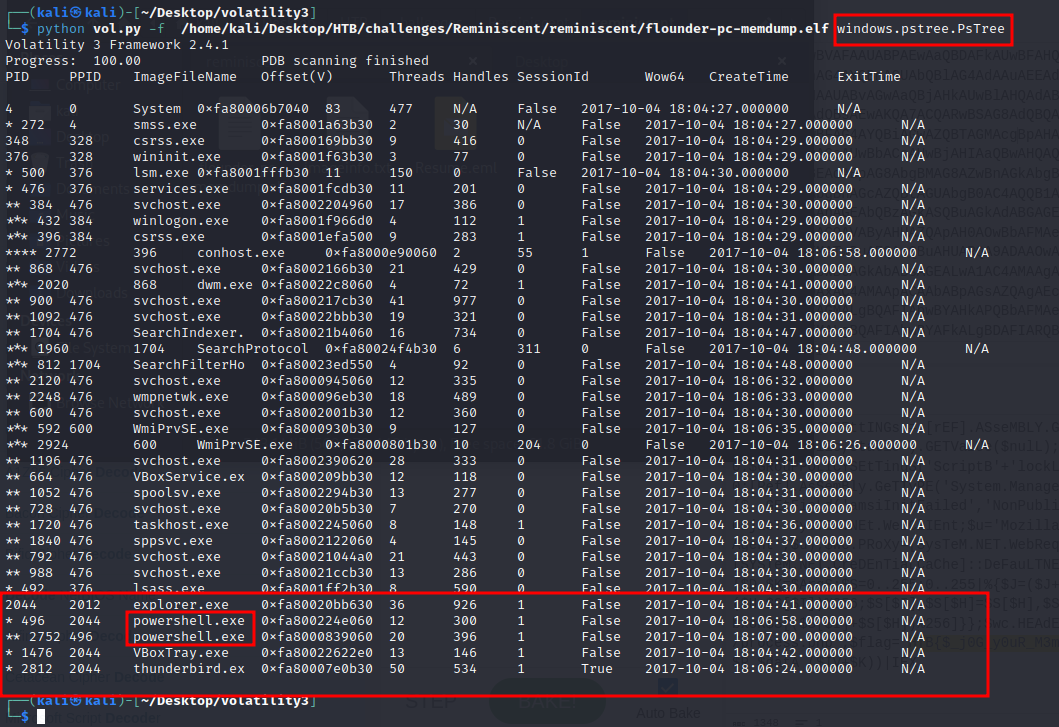 ┌──(kali㉿kali)-[~/Desktop/volatility3]
└─$ python vol.py -f /home/kali/Desktop/HTB/challenges/Reminiscent/reminiscent/flounder-pc-memdump.elf windows.pstree.PsTree
Volatility 3 Framework 2.4.1
Progress: 100.00 PDB scanning finished
PID PPID ImageFileName Offset(V) Threads Handles SessionId Wow64 CreateTime ExitTime
4 0 System 0×fa80006b7040 83 477 N/A False 2017-10-04 18:04:27.000000 N/A
* 272 4 smss.exe 0×fa8001a63b30 2 30 N/A False 2017-10-04 18:04:27.000000 N/A
348 328 csrss.exe 0×fa800169bb30 9 416 0 False 2017-10-04 18:04:29.000000 N/A
376 328 wininit.exe 0×fa8001f63b30 3 77 0 False 2017-10-04 18:04:29.000000 N/A
* 500 376 lsm.exe 0×fa8001fffb30 11 150 0 False 2017-10-04 18:04:30.000000 N/A
* 476 376 services.exe 0×fa8001fcdb30 11 201 0 False 2017-10-04 18:04:29.000000 N/A
** 384 476 svchost.exe 0×fa8002204960 17 386 0 False 2017-10-04 18:04:30.000000 N/A
*** 432 384 winlogon.exe 0×fa8001f966d0 4 112 1 False 2017-10-04 18:04:29.000000 N/A
*** 396 384 csrss.exe 0×fa8001efa500 9 283 1 False 2017-10-04 18:04:29.000000 N/A
**** 2772 396 conhost.exe 0×fa8000e90060 2 55 1 False 2017-10-04 18:06:58.000000 N/A
** 868 476 svchost.exe 0×fa8002166b30 21 429 0 False 2017-10-04 18:04:30.000000 N/A
*** 2020 868 dwm.exe 0×fa80022c8060 4 72 1 False 2017-10-04 18:04:41.000000 N/A
** 900 476 svchost.exe 0×fa800217cb30 41 977 0 False 2017-10-04 18:04:30.000000 N/A
** 1092 476 svchost.exe 0×fa80022bbb30 19 321 0 False 2017-10-04 18:04:31.000000 N/A
** 1704 476 SearchIndexer. 0×fa80021b4060 16 734 0 False 2017-10-04 18:04:47.000000 N/A
*** 1960 1704 SearchProtocol 0×fa80024f4b30 6 311 0 False 2017-10-04 18:04:48.000000 N/A
*** 812 1704 SearchFilterHo 0×fa80023ed550 4 92 0 False 2017-10-04 18:04:48.000000 N/A
** 2120 476 svchost.exe 0×fa8000945060 12 335 0 False 2017-10-04 18:06:32.000000 N/A
** 2248 476 wmpnetwk.exe 0×fa800096eb30 18 489 0 False 2017-10-04 18:06:33.000000 N/A
** 600 476 svchost.exe 0×fa8002001b30 12 360 0 False 2017-10-04 18:04:30.000000 N/A
*** 592 600 WmiPrvSE.exe 0×fa8000930b30 9 127 0 False 2017-10-04 18:06:35.000000 N/A
*** 2924 600 WmiPrvSE.exe 0×fa8000801b30 10 204 0 False 2017-10-04 18:06:26.000000 N/A
** 1196 476 svchost.exe 0×fa8002390620 28 333 0 False 2017-10-04 18:04:31.000000 N/A
** 664 476 VBoxService.ex 0×fa800209bb30 12 118 0 False 2017-10-04 18:04:30.000000 N/A
** 1052 476 spoolsv.exe 0×fa8002294b30 13 277 0 False 2017-10-04 18:04:31.000000 N/A
** 728 476 svchost.exe 0×fa80020b5b30 7 270 0 False 2017-10-04 18:04:30.000000 N/A
** 1720 476 taskhost.exe 0×fa8002245060 8 148 1 False 2017-10-04 18:04:36.000000 N/A
** 1840 476 sppsvc.exe 0×fa8002122060 4 145 0 False 2017-10-04 18:04:37.000000 N/A
** 792 476 svchost.exe 0×fa80021044a0 21 443 0 False 2017-10-04 18:04:30.000000 N/A
** 988 476 svchost.exe 0×fa80021ccb30 13 286 0 False 2017-10-04 18:04:30.000000 N/A
* 492 376 lsass.exe 0×fa8001ff2b30 8 590 0 False 2017-10-04 18:04:30.000000 N/A
2044 2012 explorer.exe 0×fa80020bb630 36 926 1 False 2017-10-04 18:04:41.000000 N/A
* 496 2044 powershell.exe 0×fa800224e060 12 300 1 False 2017-10-04 18:06:58.000000 N/A
** 2752 496 powershell.exe 0×fa8000839060 20 396 1 False 2017-10-04 18:07:00.000000 N/A
* 1476 2044 VBoxTray.exe 0×fa80022622e0 13 146 1 False 2017-10-04 18:04:42.000000 N/A
* 2812 2044 thunderbird.ex 0×fa80007e0b30 50 534 1 True 2017-10-04 18:06:24.000000 N/A
┌──(kali㉿kali)-[~/Desktop/volatility3]
└─$